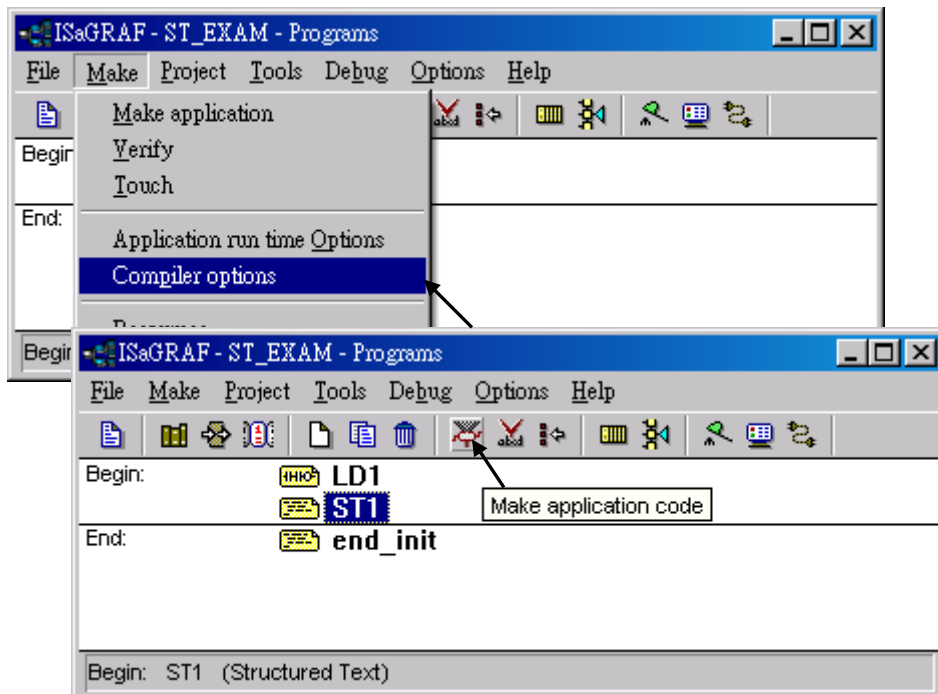 ISaGRAF - ST_EXAM - Programs
File Make Project Tools Debug Options Help
Make application
Verify
Touch
Application run time Options
Compiler options
Begin
End:
Begin
ISaGRAF - ST_EXAM - Programs
File Make Project Tools Debug Options Help
Begin: LD1
ST1
Make application code
End: end_init
Begin: ST1 (Structured Text)